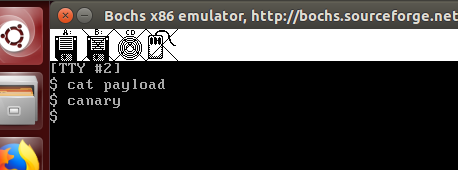 Bochs x86 emulator, http://bochs.sourceforge.net
A: B: CD
[TTY #2]
$ cat payload
$ canary
$